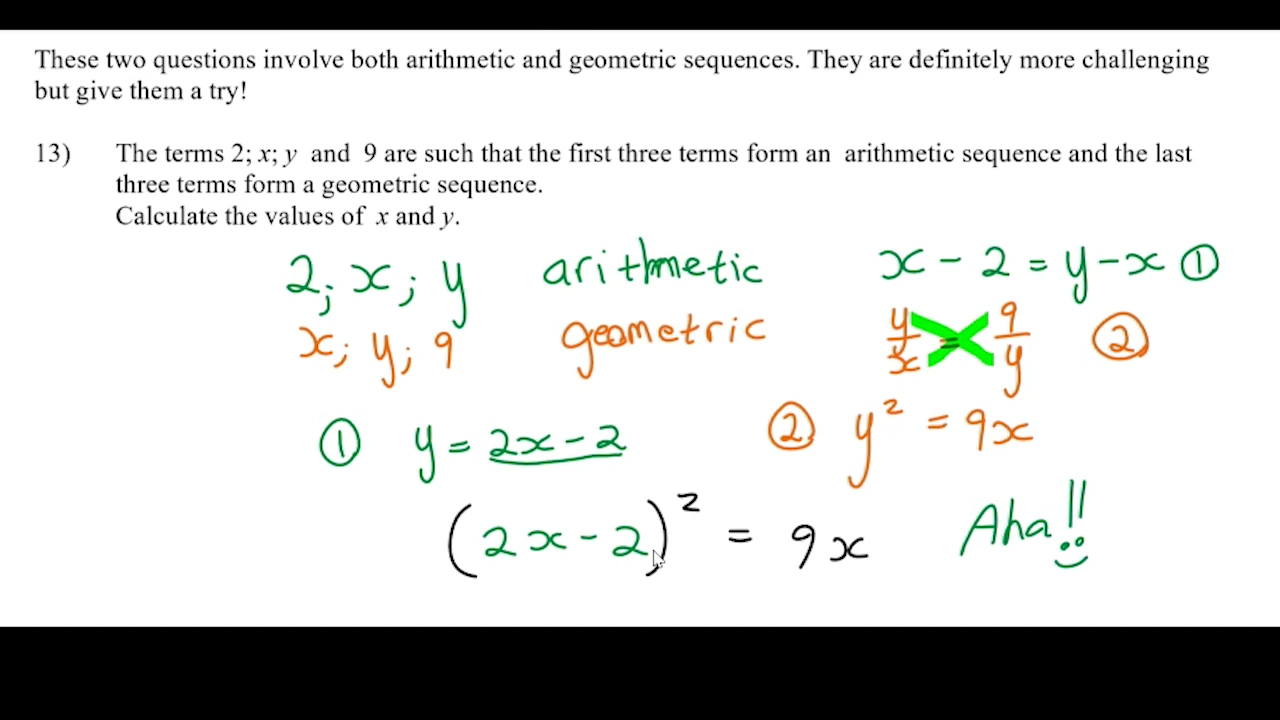 These two questions involve both arithmetic and geometric sequences. They are definitely more challenging
but give them a try!
13) The terms 2; x; y and 9 are such that the first three terms form an arithmetic sequence and the last
three terms form a geometric sequence.
Calculate the values of x and y.
2; x; y arithmetic x - 2 = y - x ①
x; y; 9 geometric y/x = 9/y ②
① y = 2x - 2 ② y² = 9x
(2x - 2)² = 9x Aha!!